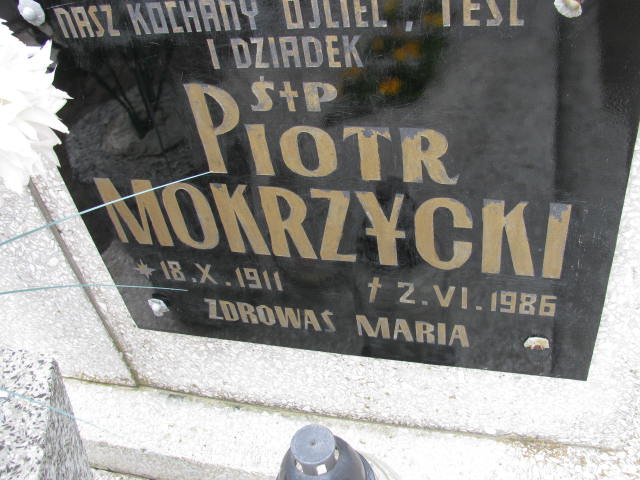 NASZ KOCHANY OJCIEC, TEŚĆ
I DZIADEK
Ś†P
PIOTR
MOKRZYCKI
* 18.X.1911 † 2.VI.1986
ZDROWAŚ MARIA